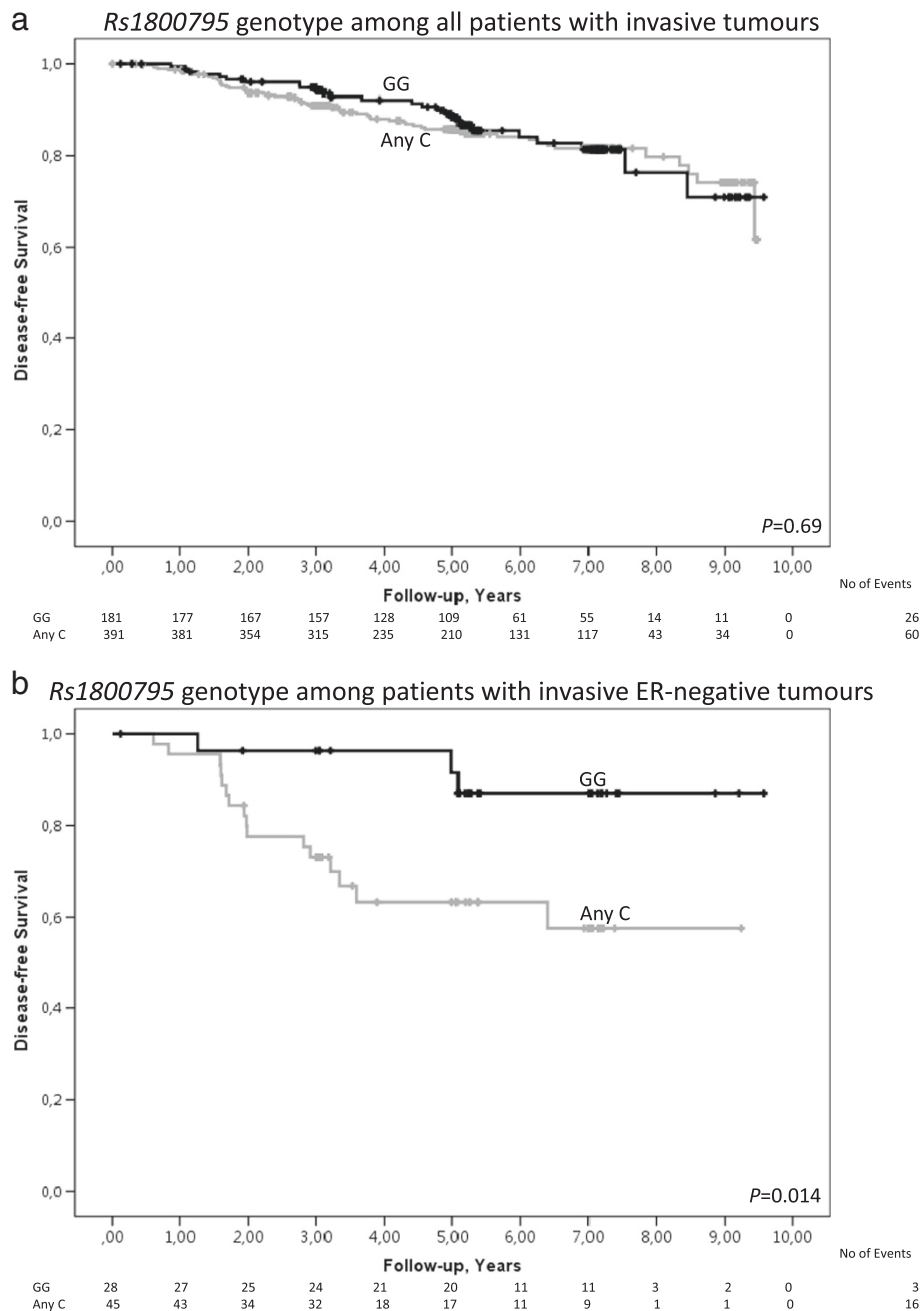 a
Rs1800795 genotype among all patients with invasive tumours
1,0
0,8
0,6
0,4
0,2
0,0
Disease-free Survival
GG
Any C
P=0.69
,00 1,00 2,00 3,00 4,00 5,00 6,00 7,00 8,00 9,00 10,00
Follow-up, Years
No of Events
GG 181 177 167 157 128 109 61 55 14 11 0 26
Any C 391 381 354 315 235 210 131 117 43 34 0 60
b
Rs1800795 genotype among patients with invasive ER-negative tumours
1,0
0,8
0,6
0,4
0,2
0,0
Disease-free Survival
GG
Any C
P=0.014
,00 1,00 2,00 3,00 4,00 5,00 6,00 7,00 8,00 9,00 10,00
Follow-up, Years
No of Events
GG 28 27 25 24 21 20 11 11 3 2 0 3
Any C 45 43 34 32 18 17 11 9 1 1 0 16